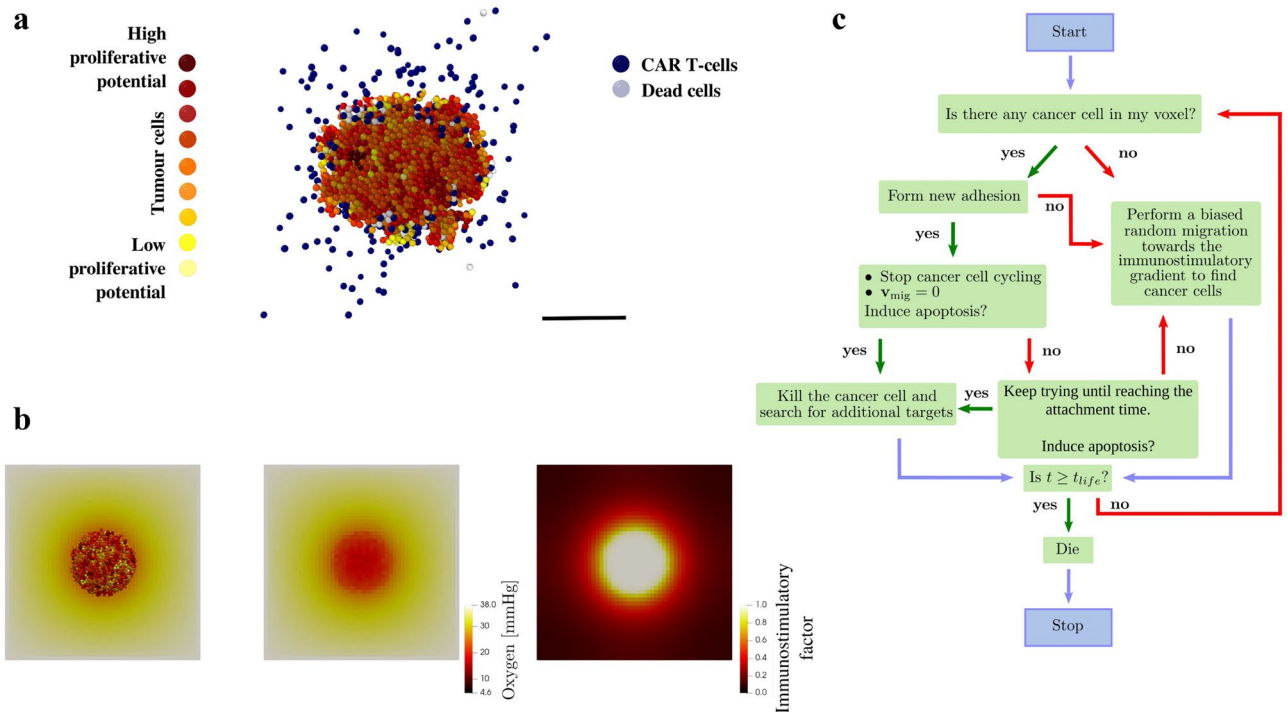 a
High
proliferative
potential
Tumour cells
Low
proliferative
potential
CAR T-cells
Dead cells
b
38.0
30
20
10
4.6
Oxygen [mmHg]
1.0
0.8
0.6
0.4
0.2
0.0
Immunostimulatory
factor
c
Start
Is there any cancer cell in my voxel?
yes
no
Form new adhesion
no
yes
Perform a biased
random migration
towards the
immunostimulatory
gradient to find
cancer cells
• Stop cancer cell cycling
• vmig = 0
Induce apoptosis?
yes
no
no
Kill the cancer cell and
search for additional targets
yes
Keep trying until reaching the
attachment time.
Induce apoptosis?
Is t ≥ tlife?
yes
no
Die
Stop